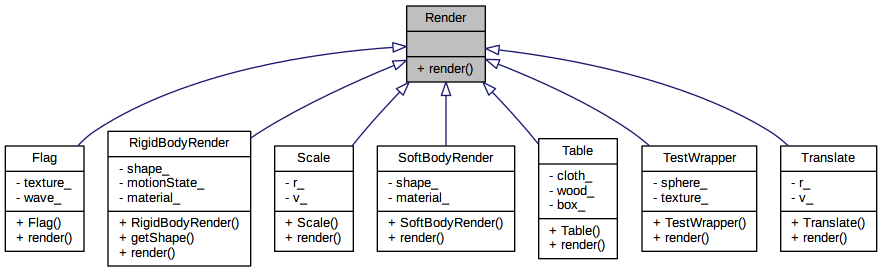 Render
+ render()
Flag
- texture_
- wave_
+ Flag()
+ render()
RigidBodyRender
- shape_
- motionState_
- material_
+ RigidBodyRender()
+ getShape()
+ render()
Scale
- r_
- v_
+ Scale()
+ render()
SoftBodyRender
- shape_
- material_
+ SoftBodyRender()
+ render()
Table
- cloth_
- wood_
- box_
+ Table()
+ render()
TestWrapper
- sphere_
- texture_
+ TestWrapper()
+ render()
Translate
- r_
- v_
+ Translate()
+ render()